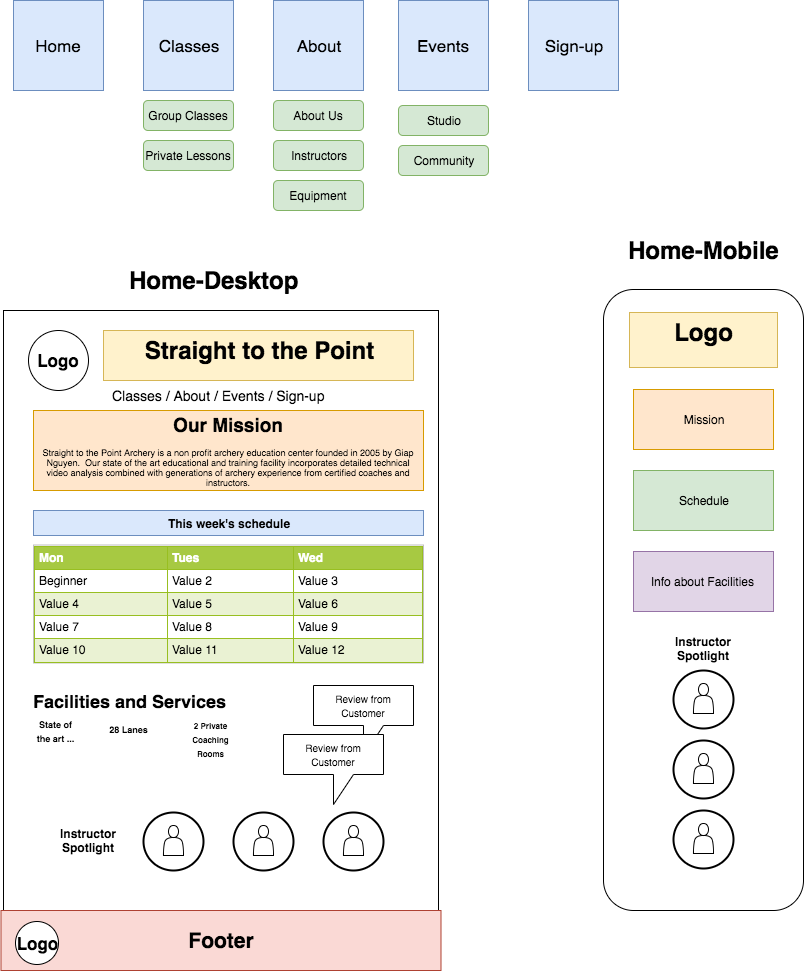 Home
Classes
About
Events
Sign-up
Group Classes
About Us
Studio
Private Lessons
Instructors
Community
Equipment
Home-Desktop
Home-Mobile
Logo
Straight to the Point
Classes / About / Events / Sign-up
Our Mission
Straight to the Point Archery is a non profit archery education center founded in 2005 by Giap
Nguyen.  Our state of the art educational and training facility incorporates detailed technical
video analysis combined with generations of archery experience from certified coaches and
instructors.
This week's schedule
Mon Tues Wed
Beginner Value 2 Value 3
Value 4 Value 5 Value 6
Value 7 Value 8 Value 9
Value 10 Value 11 Value 12
Facilities and Services
State of
the art ...
28 Lanes
2 Private
Coaching
Rooms
Review from
Customer
Review from
Customer
Instructor
Spotlight
Logo
Footer
Logo
Mission
Schedule
Info about Facilities
Instructor
Spotlight